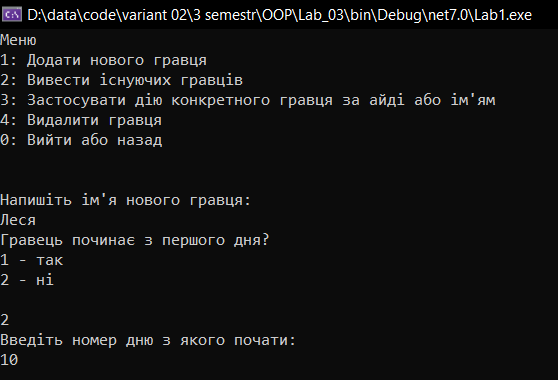 D:\data\code\variant 02\3 semestr\OOP\Lab_03\bin\Debug\net7.0\Lab1.exe
Меню
1: Додати нового гравця
2: Вивести існуючих гравців
3: Застосувати дію конкретного гравця за айді або ім'ям
4: Видалити гравця
0: Вийти або назад
Напишіть ім'я нового гравця:
Леся
Гравець починає з першого дня?
1 - так
2 - ні
2
Введіть номер дню з якого почати:
10